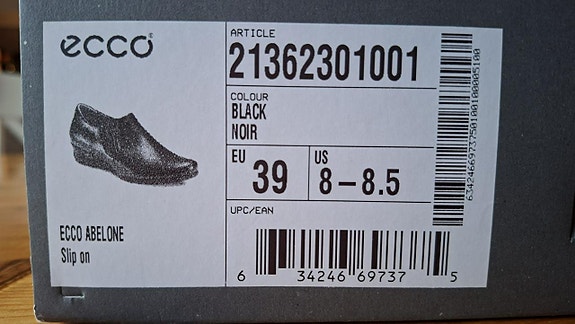 ecco
ARTICLE
21362301001
COLOUR
BLACK
NOIR
EU
39
US
8-8.5
UPC/EAN
6 34246 69737 5
ECCO ABELONE
Slip on